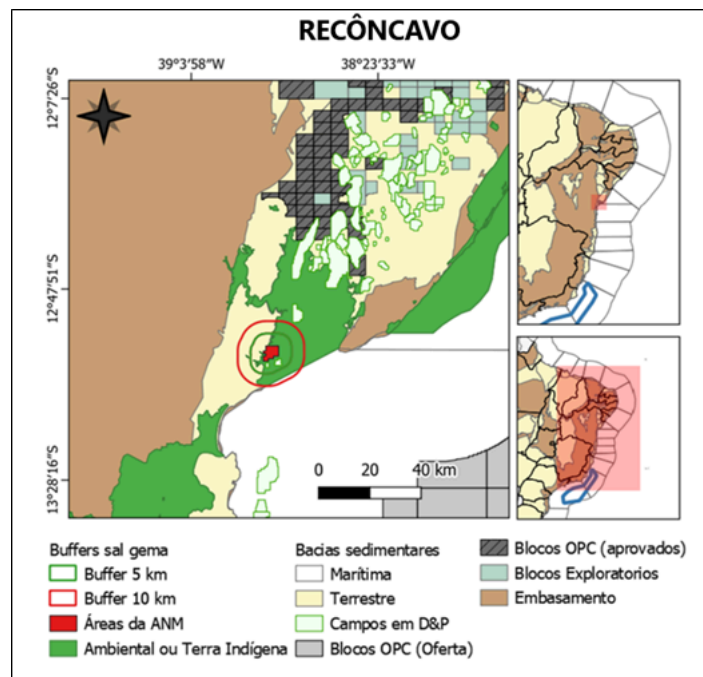 RECÔNCAVO
39°3'58"W 38°23'33"W
12°7'26"
12°47'51"S
13°28'16"S
0 20 40 km
Buffers sal gema
Buffer 5 km
Buffer 10 km
Áreas da ANM
Ambiental ou Terra Indígena
Bacias sedimentares
Marítima
Terrestre
Campos em D&P
Blocos OPC (Oferta)
Blocos OPC (aprovados)
Blocos Exploratorios
Embasamento